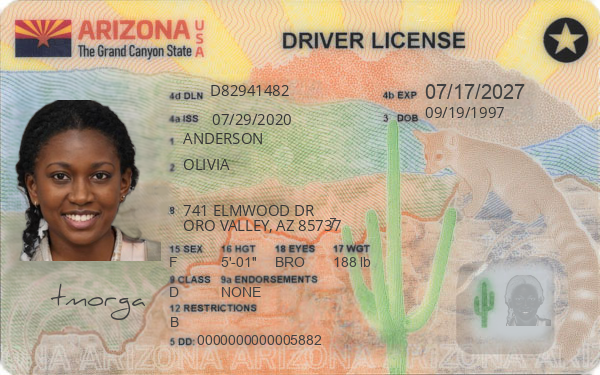 ARIZONA USA
The Grand Canyon State
DRIVER LICENSE
4d DLN D82941482
4b EXP 07/17/2027
4a ISS 07/29/2020
3 DOB 09/19/1997
1 ANDERSON
2 OLIVIA
8 741 ELMWOOD DR
ORO VALLEY, AZ 85737
15 SEX 16 HGT 18 EYES 17 WGT
F 5'-01" BRO 188 lb
9 CLASS 9a ENDORSEMENTS
D NONE
12 RESTRICTIONS
B
5 DD: 0000000000005882
tmorga
ARIZONA ARIZONA ARIZONA ARIZONA